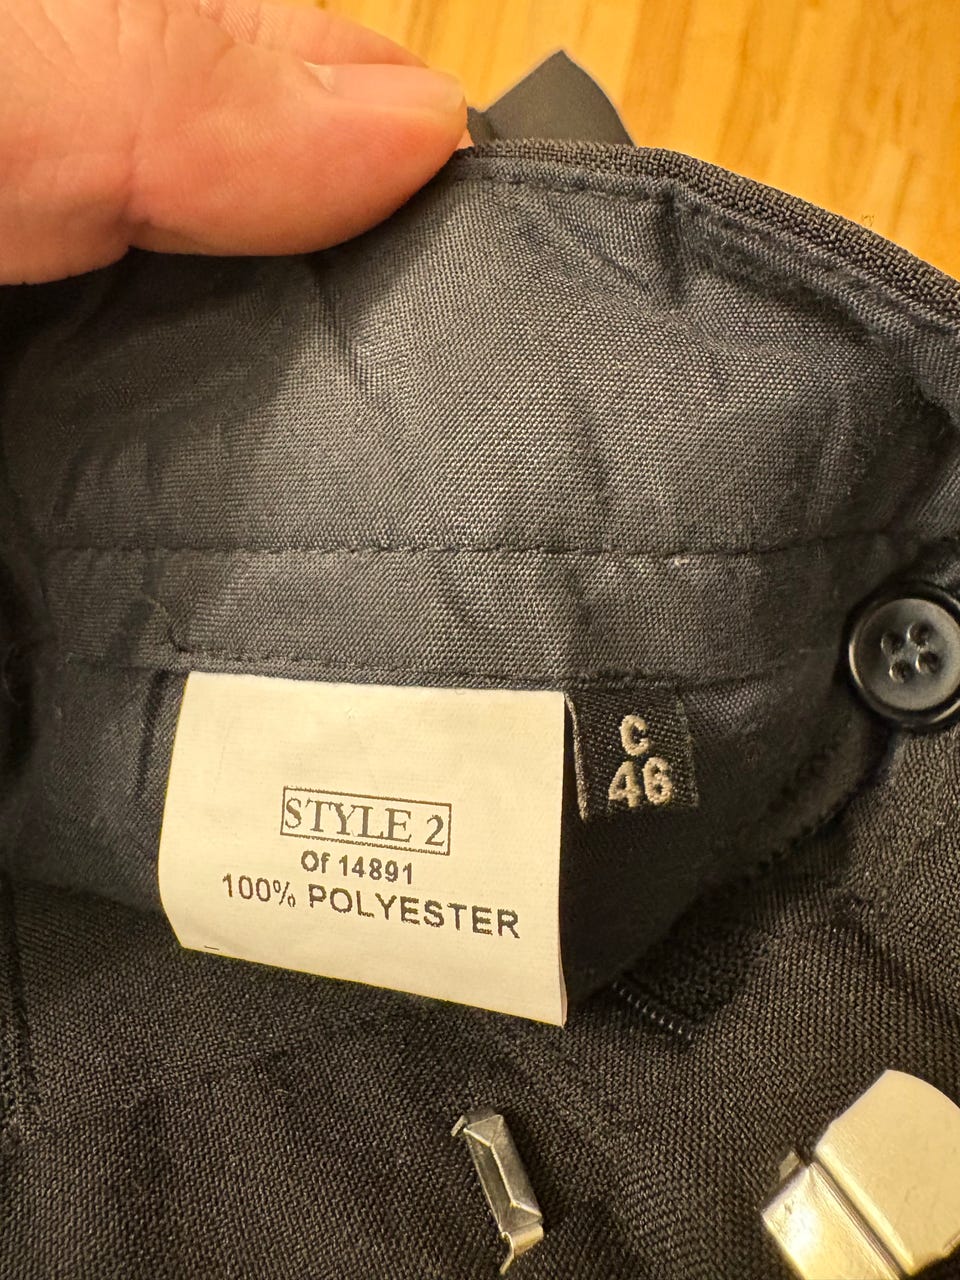 STYLE 2
Of 14891
100% POLYESTER
C
46